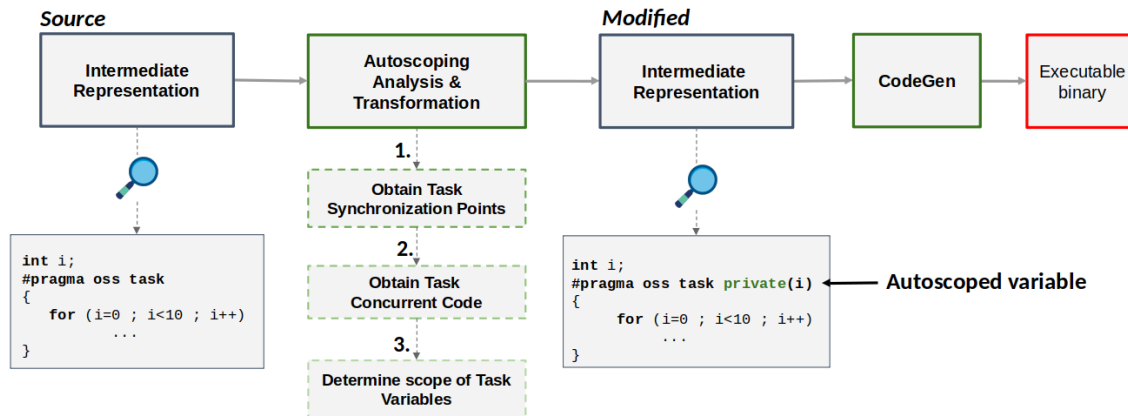 Source
Modified
Intermediate
Representation
Autoscoping
Analysis &
Transformation
Intermediate
Representation
CodeGen
Executable
binary
1.
Obtain Task
Synchronization Points
2.
Obtain Task
Concurrent Code
3.
Determine scope of Task
Variables
int i;
#pragma oss task
{
for (i=0 ; i<10 ; i++)
...
}
int i;
#pragma oss task private(i)
{
for (i=0 ; i<10 ; i++)
...
}
Autoscoped variable